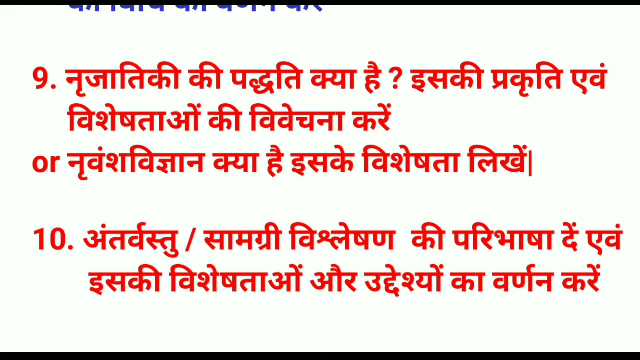 9. नृजातिकी की पद्धति क्या है ? इसकी प्रकृति एवं
विशेषताओं की विवेचना करें
or नृवंशविज्ञान क्या है इसके विशेषता लिखें|
10. अंतर्वस्तु / सामग्री विश्लेषण की परिभाषा दें एवं
इसकी विशेषताओं और उद्देश्यों का वर्णन करें